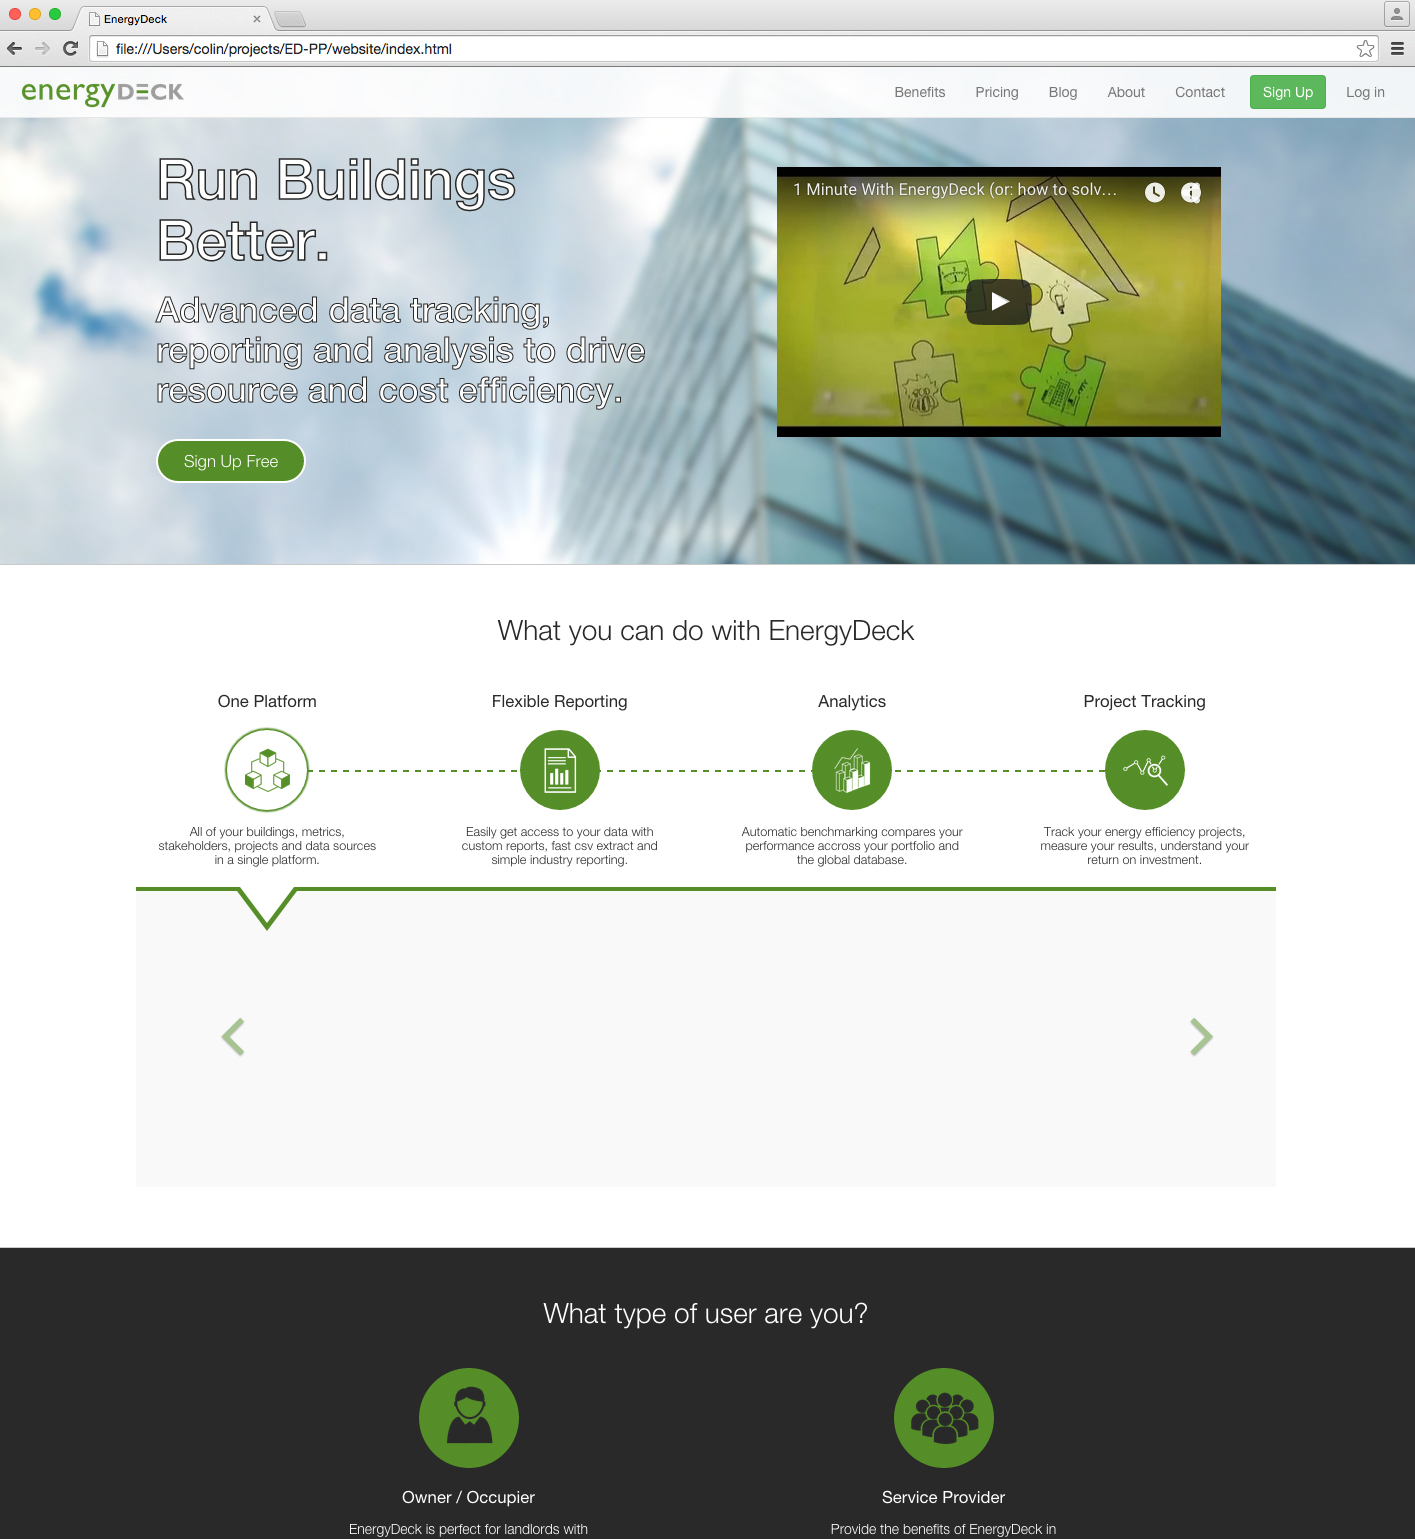 EnergyDeck
file:///Users/colin/projects/ED-PP/website/index.html
energyDECK
Benefits
Pricing
Blog
About
Contact
Sign Up
Log in
Run Buildings
Better.
Advanced data tracking,
reporting and analysis to drive
resource and cost efficiency.
Sign Up Free
1 Minute With EnergyDeck (or: how to solv...
What you can do with EnergyDeck
One Platform
All of your buildings, metrics,
stakeholders, projects and data sources
in a single platform.
Flexible Reporting
Easily get access to your data with
custom reports, fast csv extract and
simple industry reporting.
Analytics
Automatic benchmarking compares your
performance accross your portfolio and
the global database.
Project Tracking
Track your energy efficiency projects,
measure your results, understand your
return on investment.
What type of user are you?
Owner / Occupier
EnergyDeck is perfect for landlords with
Service Provider
Provide the benefits of EnergyDeck in